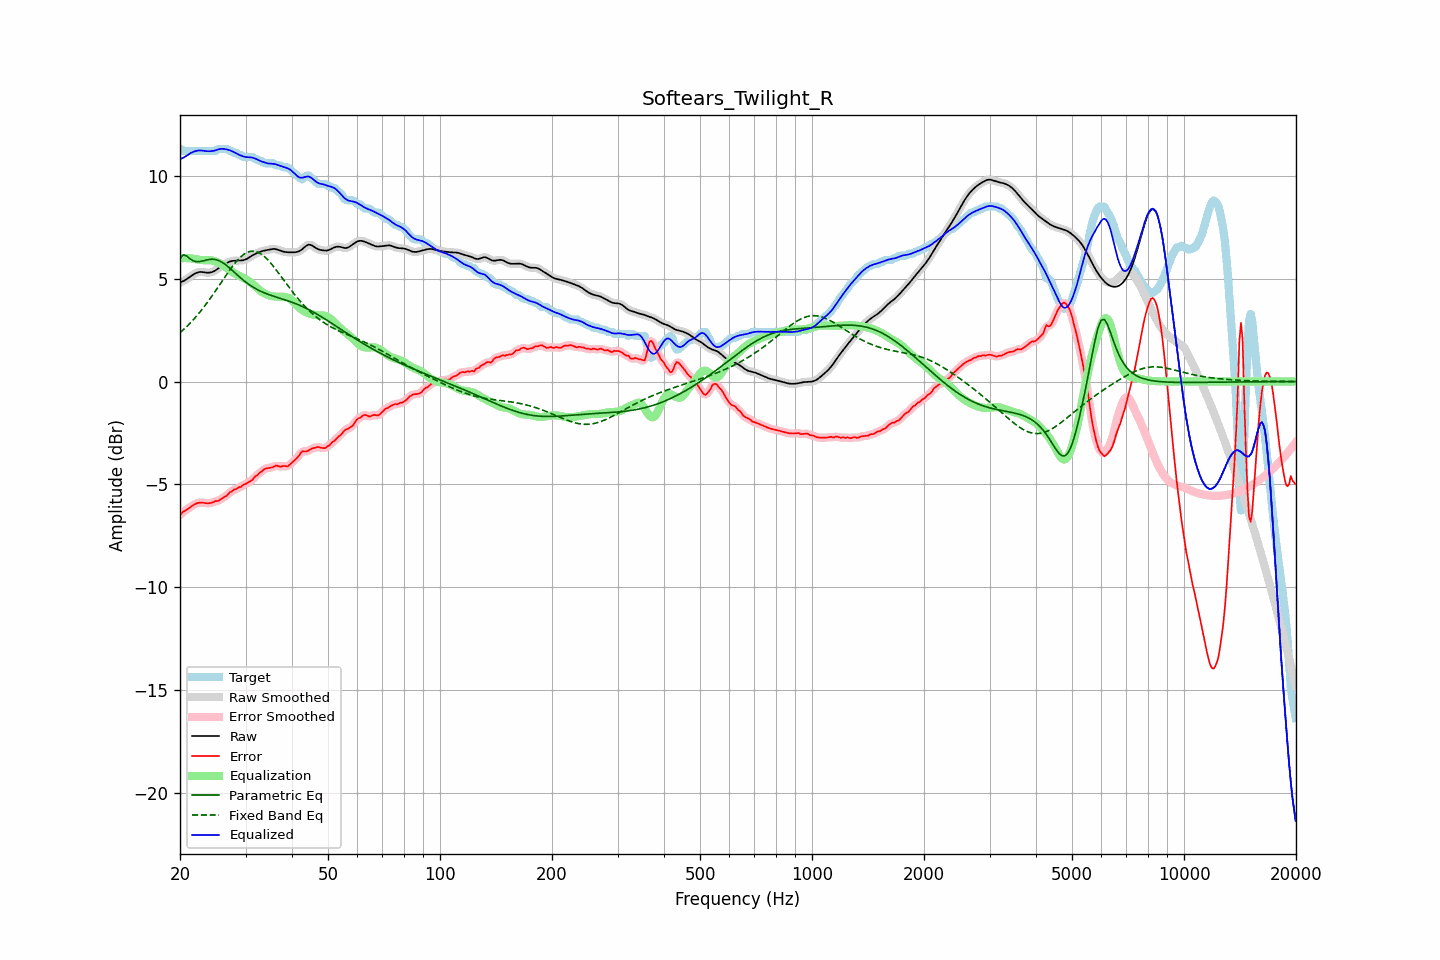 Softears_Twilight_R
Amplitude (dBr)
10
5
0
−5
−10
−15
−20
Target
Raw Smoothed
Error Smoothed
Raw
Error
Equalization
Parametric Eq
Fixed Band Eq
Equalized
20 50 100 200 500 1000 2000 5000 10000 20000
Frequency (Hz)